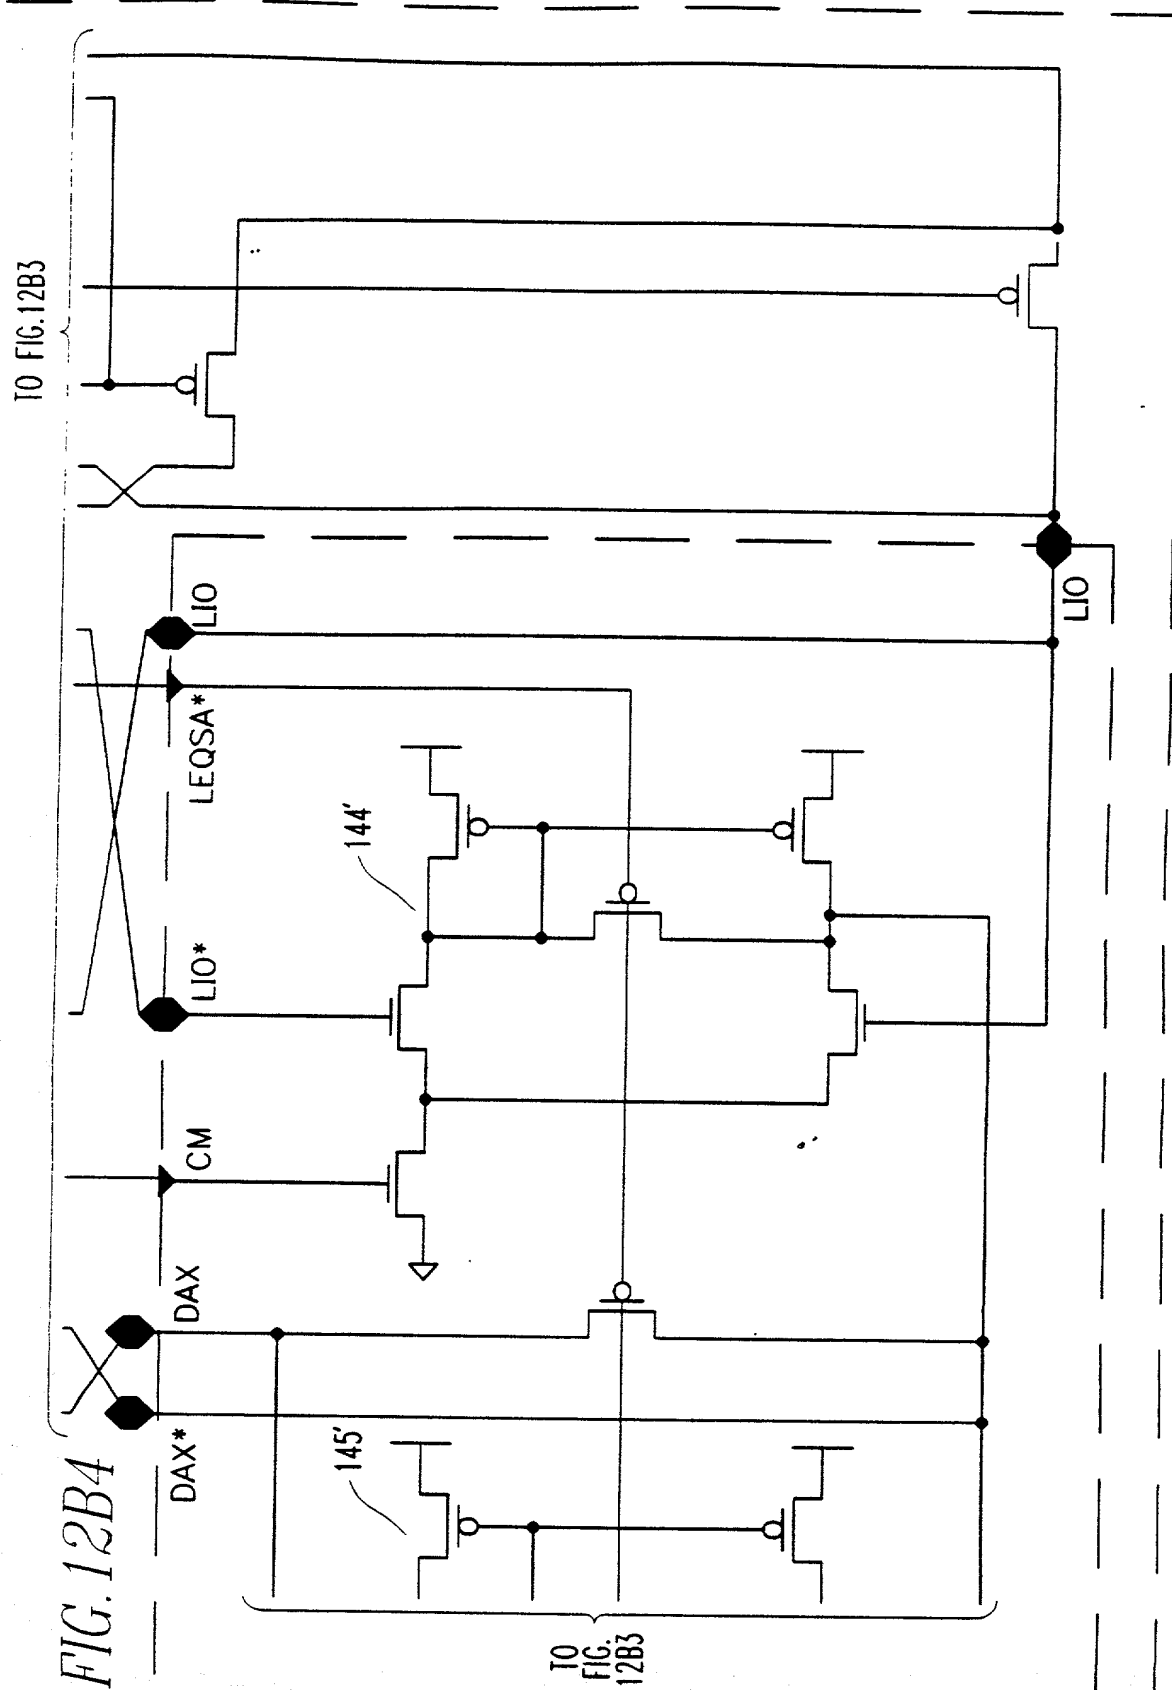 FIG. 12B4
TO FIG.12B3
DAX*
DAX
CM
LIO*
LEQSA*
LIO
145'
144'
LIO
TO
FIG.
12B3